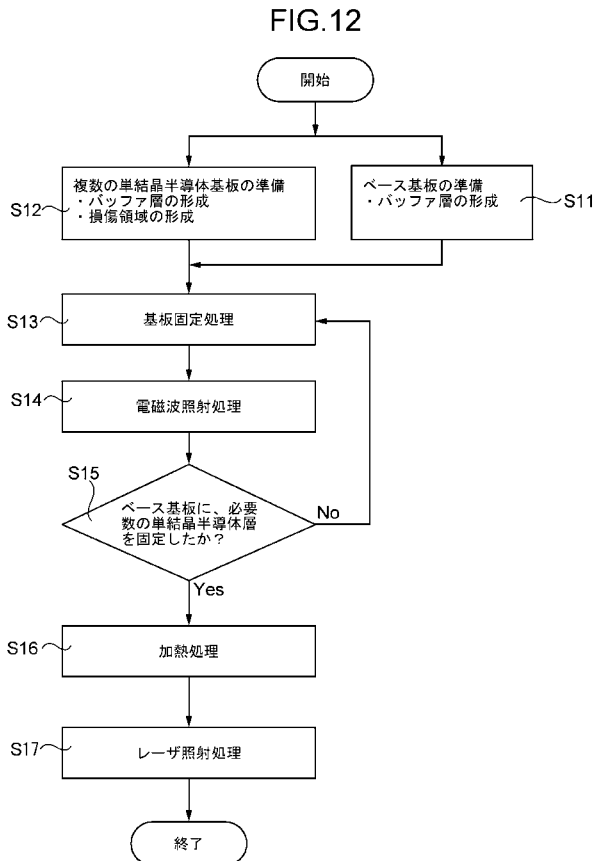 FIG.12
開始
S12
複数の単結晶半導体基板の準備
・バッファ層の形成
・損傷領域の形成
ベース基板の準備
・バッファ層の形成
S11
S13
基板固定処理
S14
電磁波照射処理
S15
ベース基板に、必要
数の単結晶半導体層
を固定したか？
No
Yes
S16
加熱処理
S17
レーザ照射処理
終了